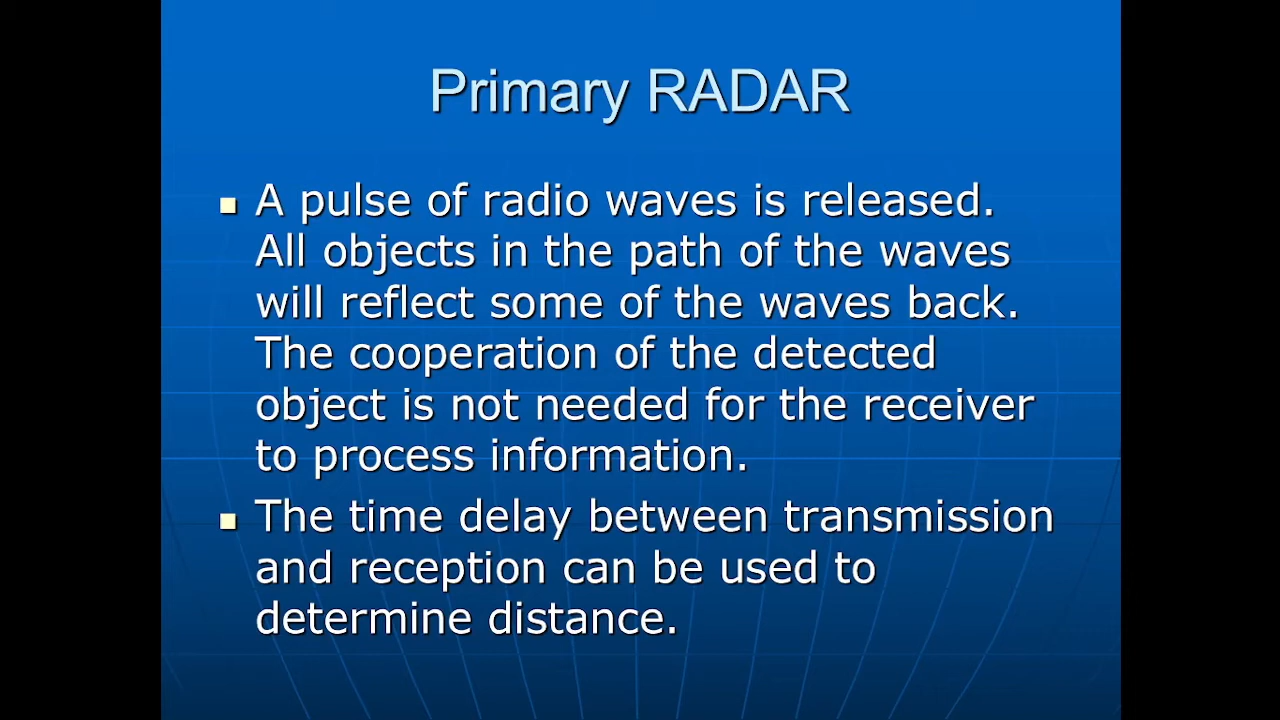 Primary RADAR
A pulse of radio waves is released.
All objects in the path of the waves
will reflect some of the waves back.
The cooperation of the detected
object is not needed for the receiver
to process information.
The time delay between transmission
and reception can be used to
determine distance.